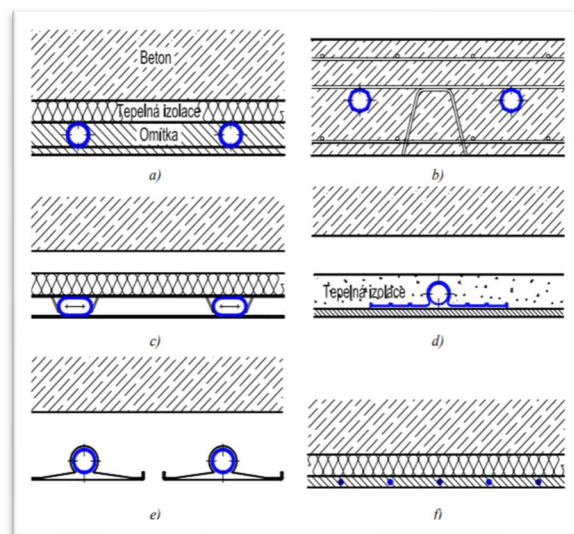 Beton
Tepelná izolace
Omítka
a)
b)
c)
Tepelná izolace
d)
e)
f)